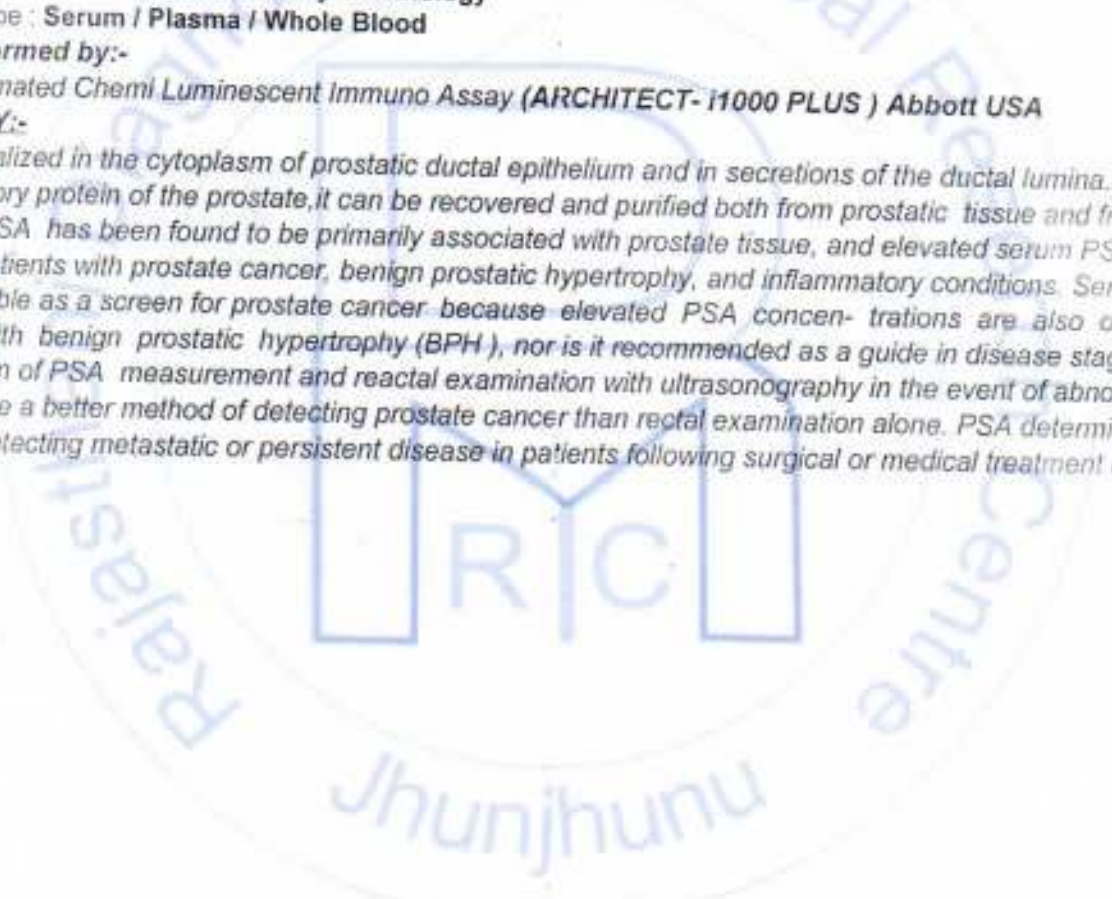 pe : Serum / Plasma / Whole Blood
rmed by:-
nated Chemi Luminescent Immuno Assay (ARCHITECT- i1000 PLUS ) Abbott USA
Y:-
alized in the cytoplasm of prostatic ductal epithelium and in secretions of the ductal lumina.
ory protein of the prostate,it can be recovered and purified both from prostatic tissue and f
SA has been found to be primarily associated with prostate tissue, and elevated serum PS
tients with prostate cancer, benign prostatic hypertrophy, and inflammatory conditions. Ser
ble as a screen for prostate cancer because elevated PSA concen- trations are also o
th benign prostatic hypertrophy (BPH ), nor is it recommended as a guide in disease stag
n of PSA measurement and reactal examination with ultrasonography in the event of abno
e a better method of detecting prostate cancer than rectal examination alone. PSA determi
tecting metastatic or persistent disease in patients following surgical or medical treatment
R C
Centre
Jhunjhunu